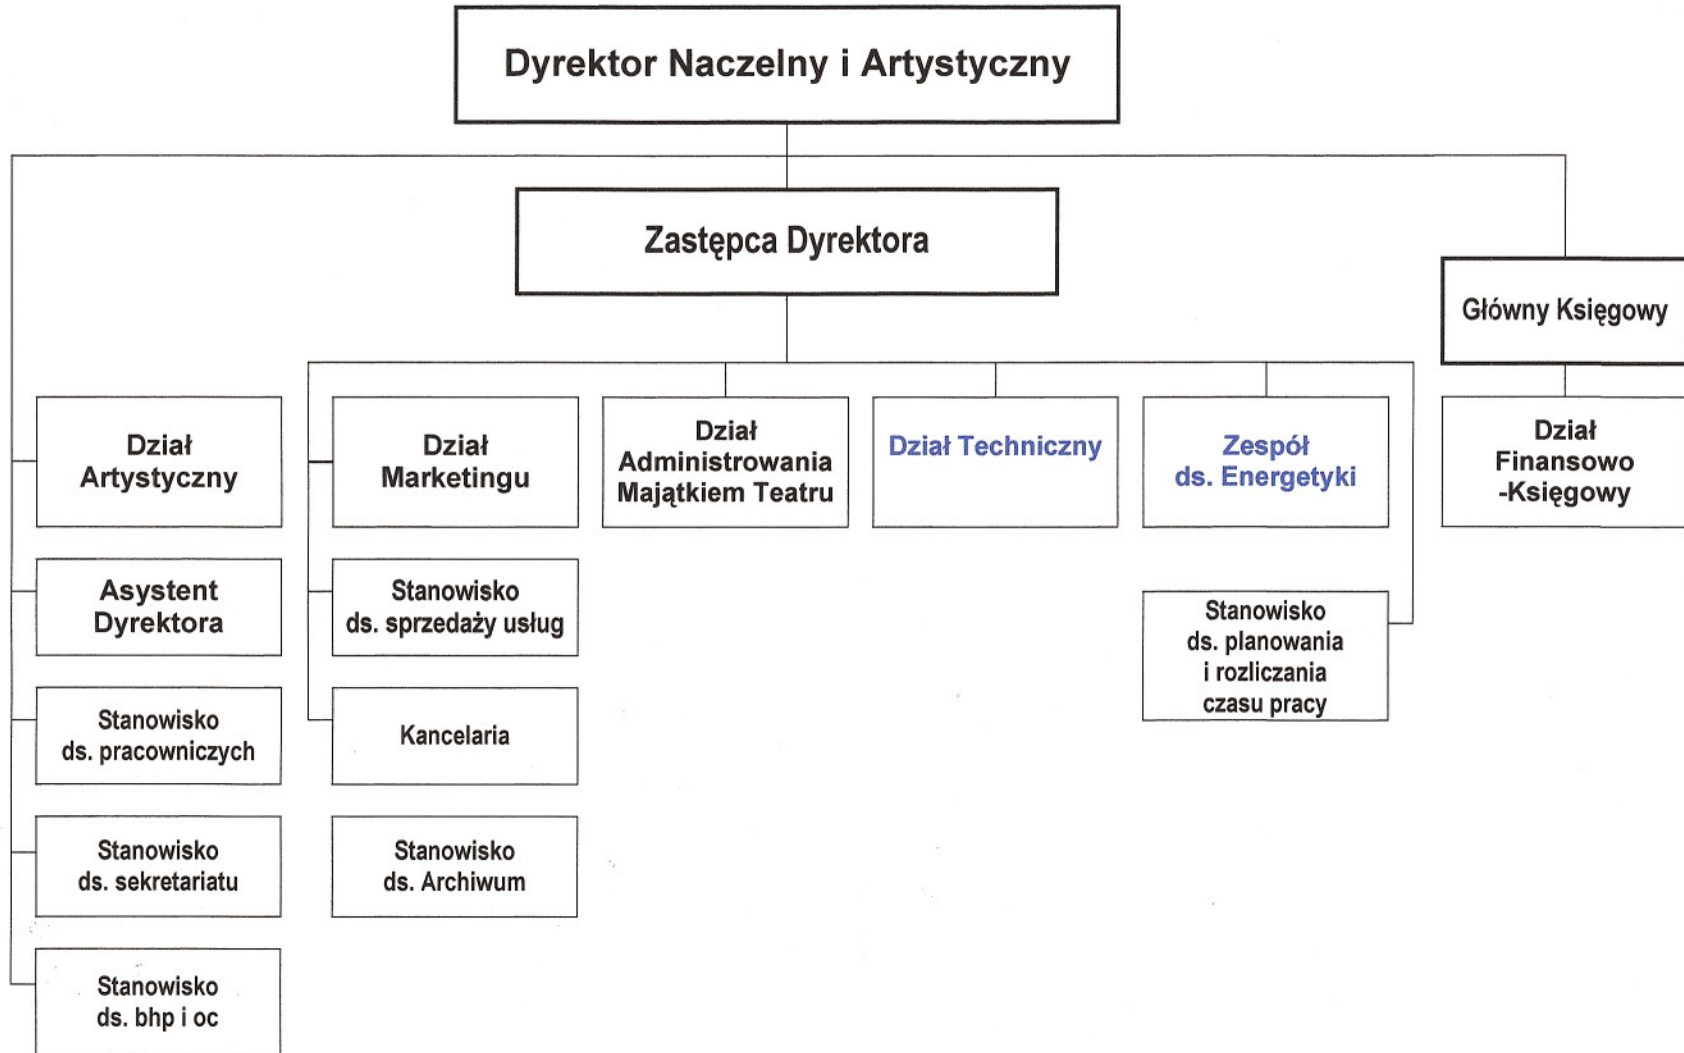 Dyrektor Naczelny i Artystyczny
Zastępca Dyrektora
Główny Księgowy
Dział
Artystyczny
Dział
Marketingu
Dział
Administrowania
Majątkiem Teatru
Dział Techniczny
Zespół
ds. Energetyki
Dział
Finansowo
-Księgowy
Asystent
Dyrektora
Stanowisko
ds. sprzedaży usług
Stanowisko
ds. planowania
i rozliczania
czasu pracy
Stanowisko
ds. pracowniczych
Kancelaria
Stanowisko
ds. sekretariatu
Stanowisko
ds. Archiwum
Stanowisko
ds. bhp i oc